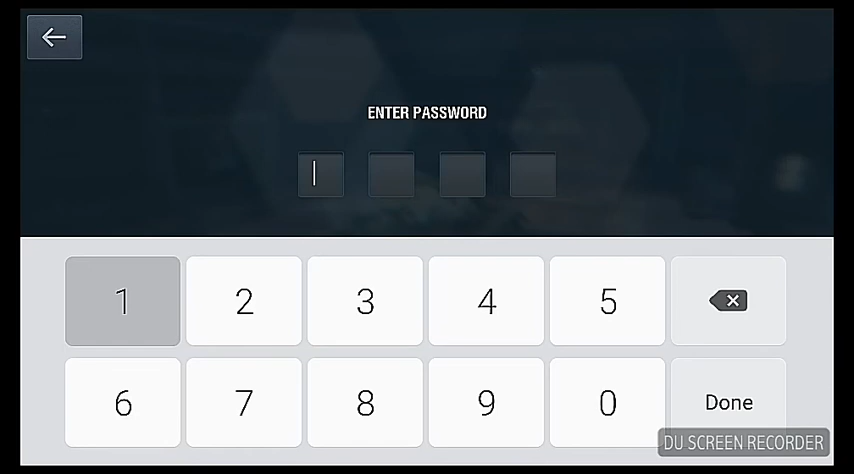 ENTER PASSWORD
1 2 3 4 5
6 7 8 9 0 Done
DU SCREEN RECORDER